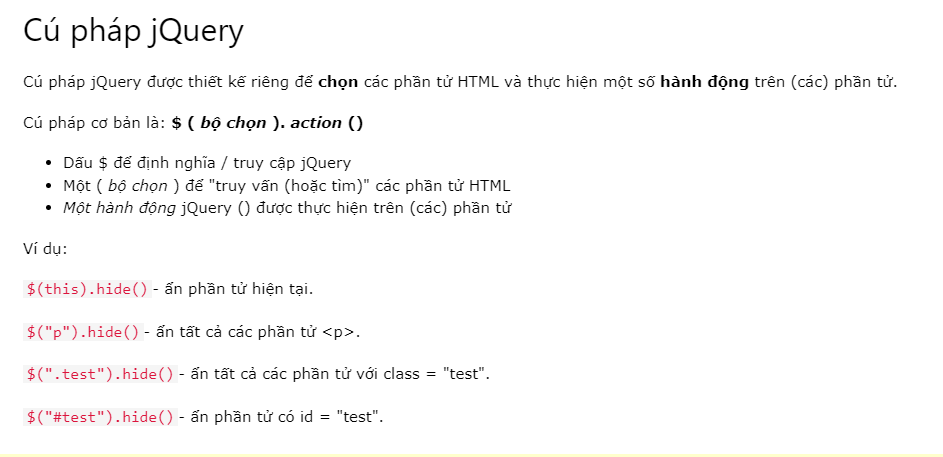 Cú pháp jQuery
Cú pháp jQuery được thiết kế riêng để chọn các phần tử HTML và thực hiện một số hành động trên (các) phần tử.
Cú pháp cơ bản là: $ ( bộ chọn ). action ()
• Dấu $ để định nghĩa / truy cập jQuery
• Một ( bộ chọn ) để "truy vấn (hoặc tìm)" các phần tử HTML
• Một hành động jQuery () được thực hiện trên (các) phần tử
Ví dụ:
$(this).hide() - ẩn phần tử hiện tại.
$("p").hide() - ẩn tất cả các phần tử <p>.
$(".test").hide() - ẩn tất cả các phần tử với class = "test".
$("#test").hide() - ẩn phần tử có id = "test".